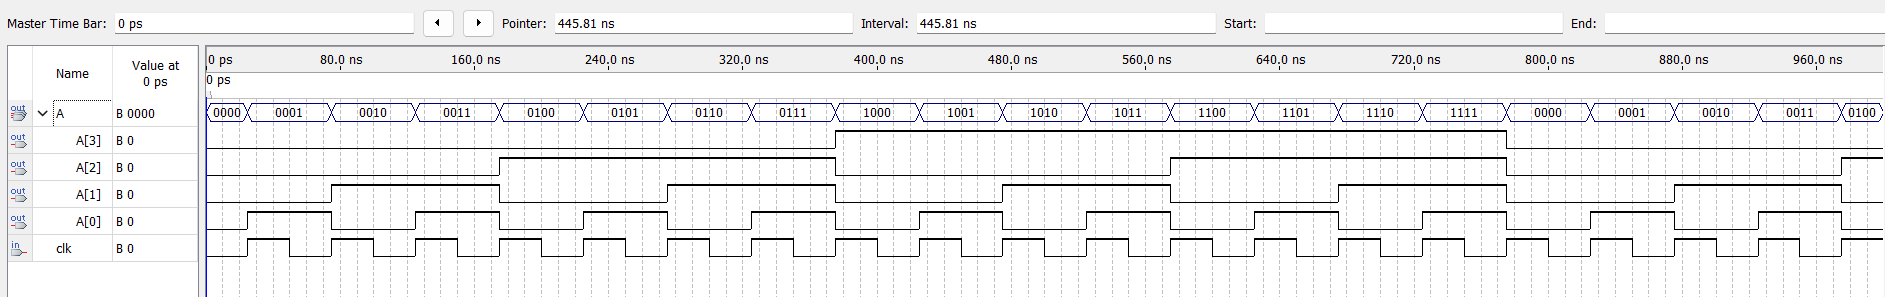 Master Time Bar: 0 ps Pointer: 445.81 ns Interval: 445.81 ns Start: End:
Name Value at 0 ps
0 ps 80.0 ns 160.0 ns 240.0 ns 320.0 ns 400.0 ns 480.0 ns 560.0 ns 640.0 ns 720.0 ns 800.0 ns 880.0 ns 960.0 ns
0 ps
out A B 0000 0000 0001 0010 0011 0100 0101 0110 0111 1000 1001 1010 1011 1100 1101 1110 1111 0000 0001 0010 0011 0100
out A[3] B 0
out A[2] B 0
out A[1] B 0
out A[0] B 0
in clk B 0